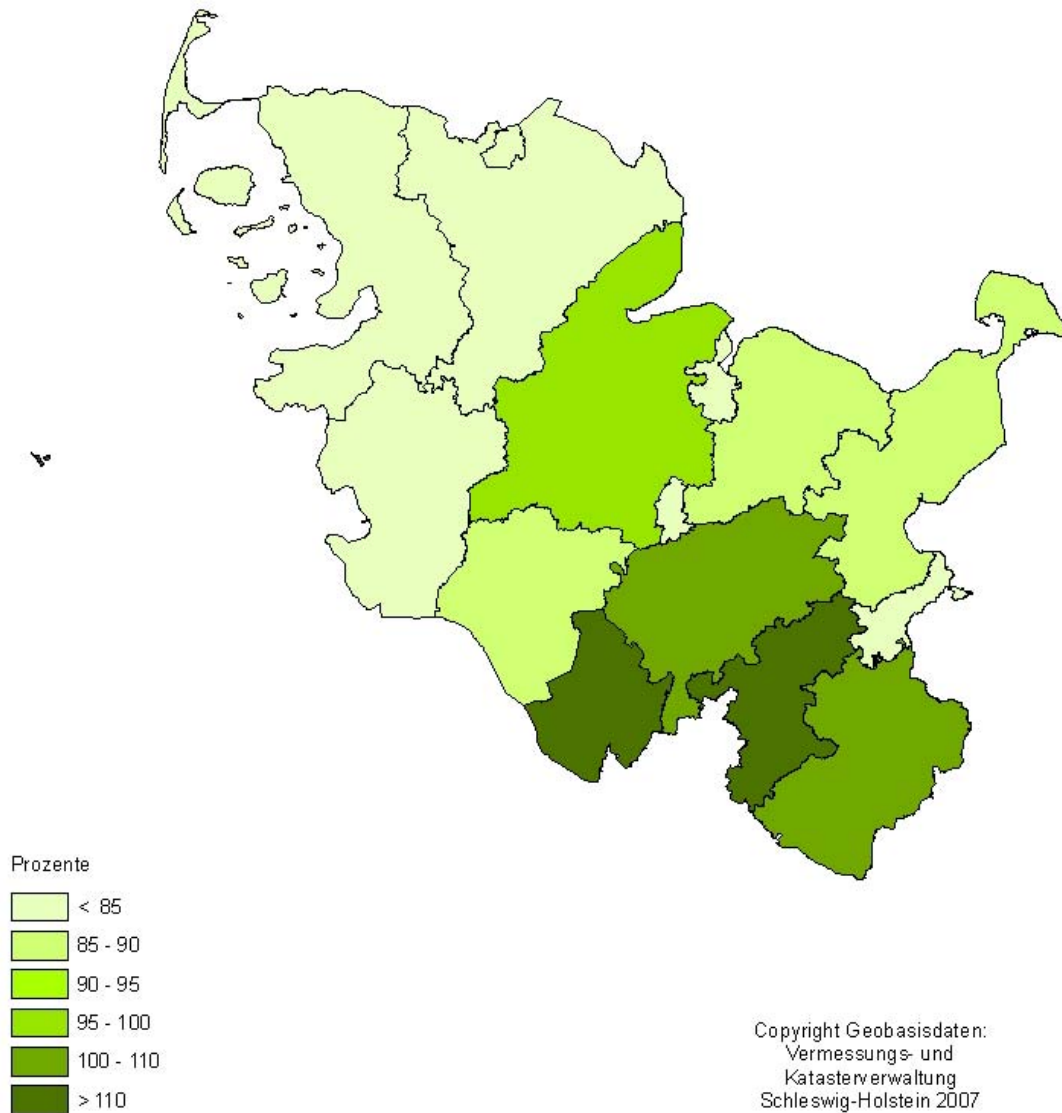 Prozente
< 85
85 - 90
90 - 95
95 - 100
100 - 110
> 110
Copyright Geobasisdaten:
Vermessungs- und
Katasterverwaltung
Schleswig-Holstein 2007